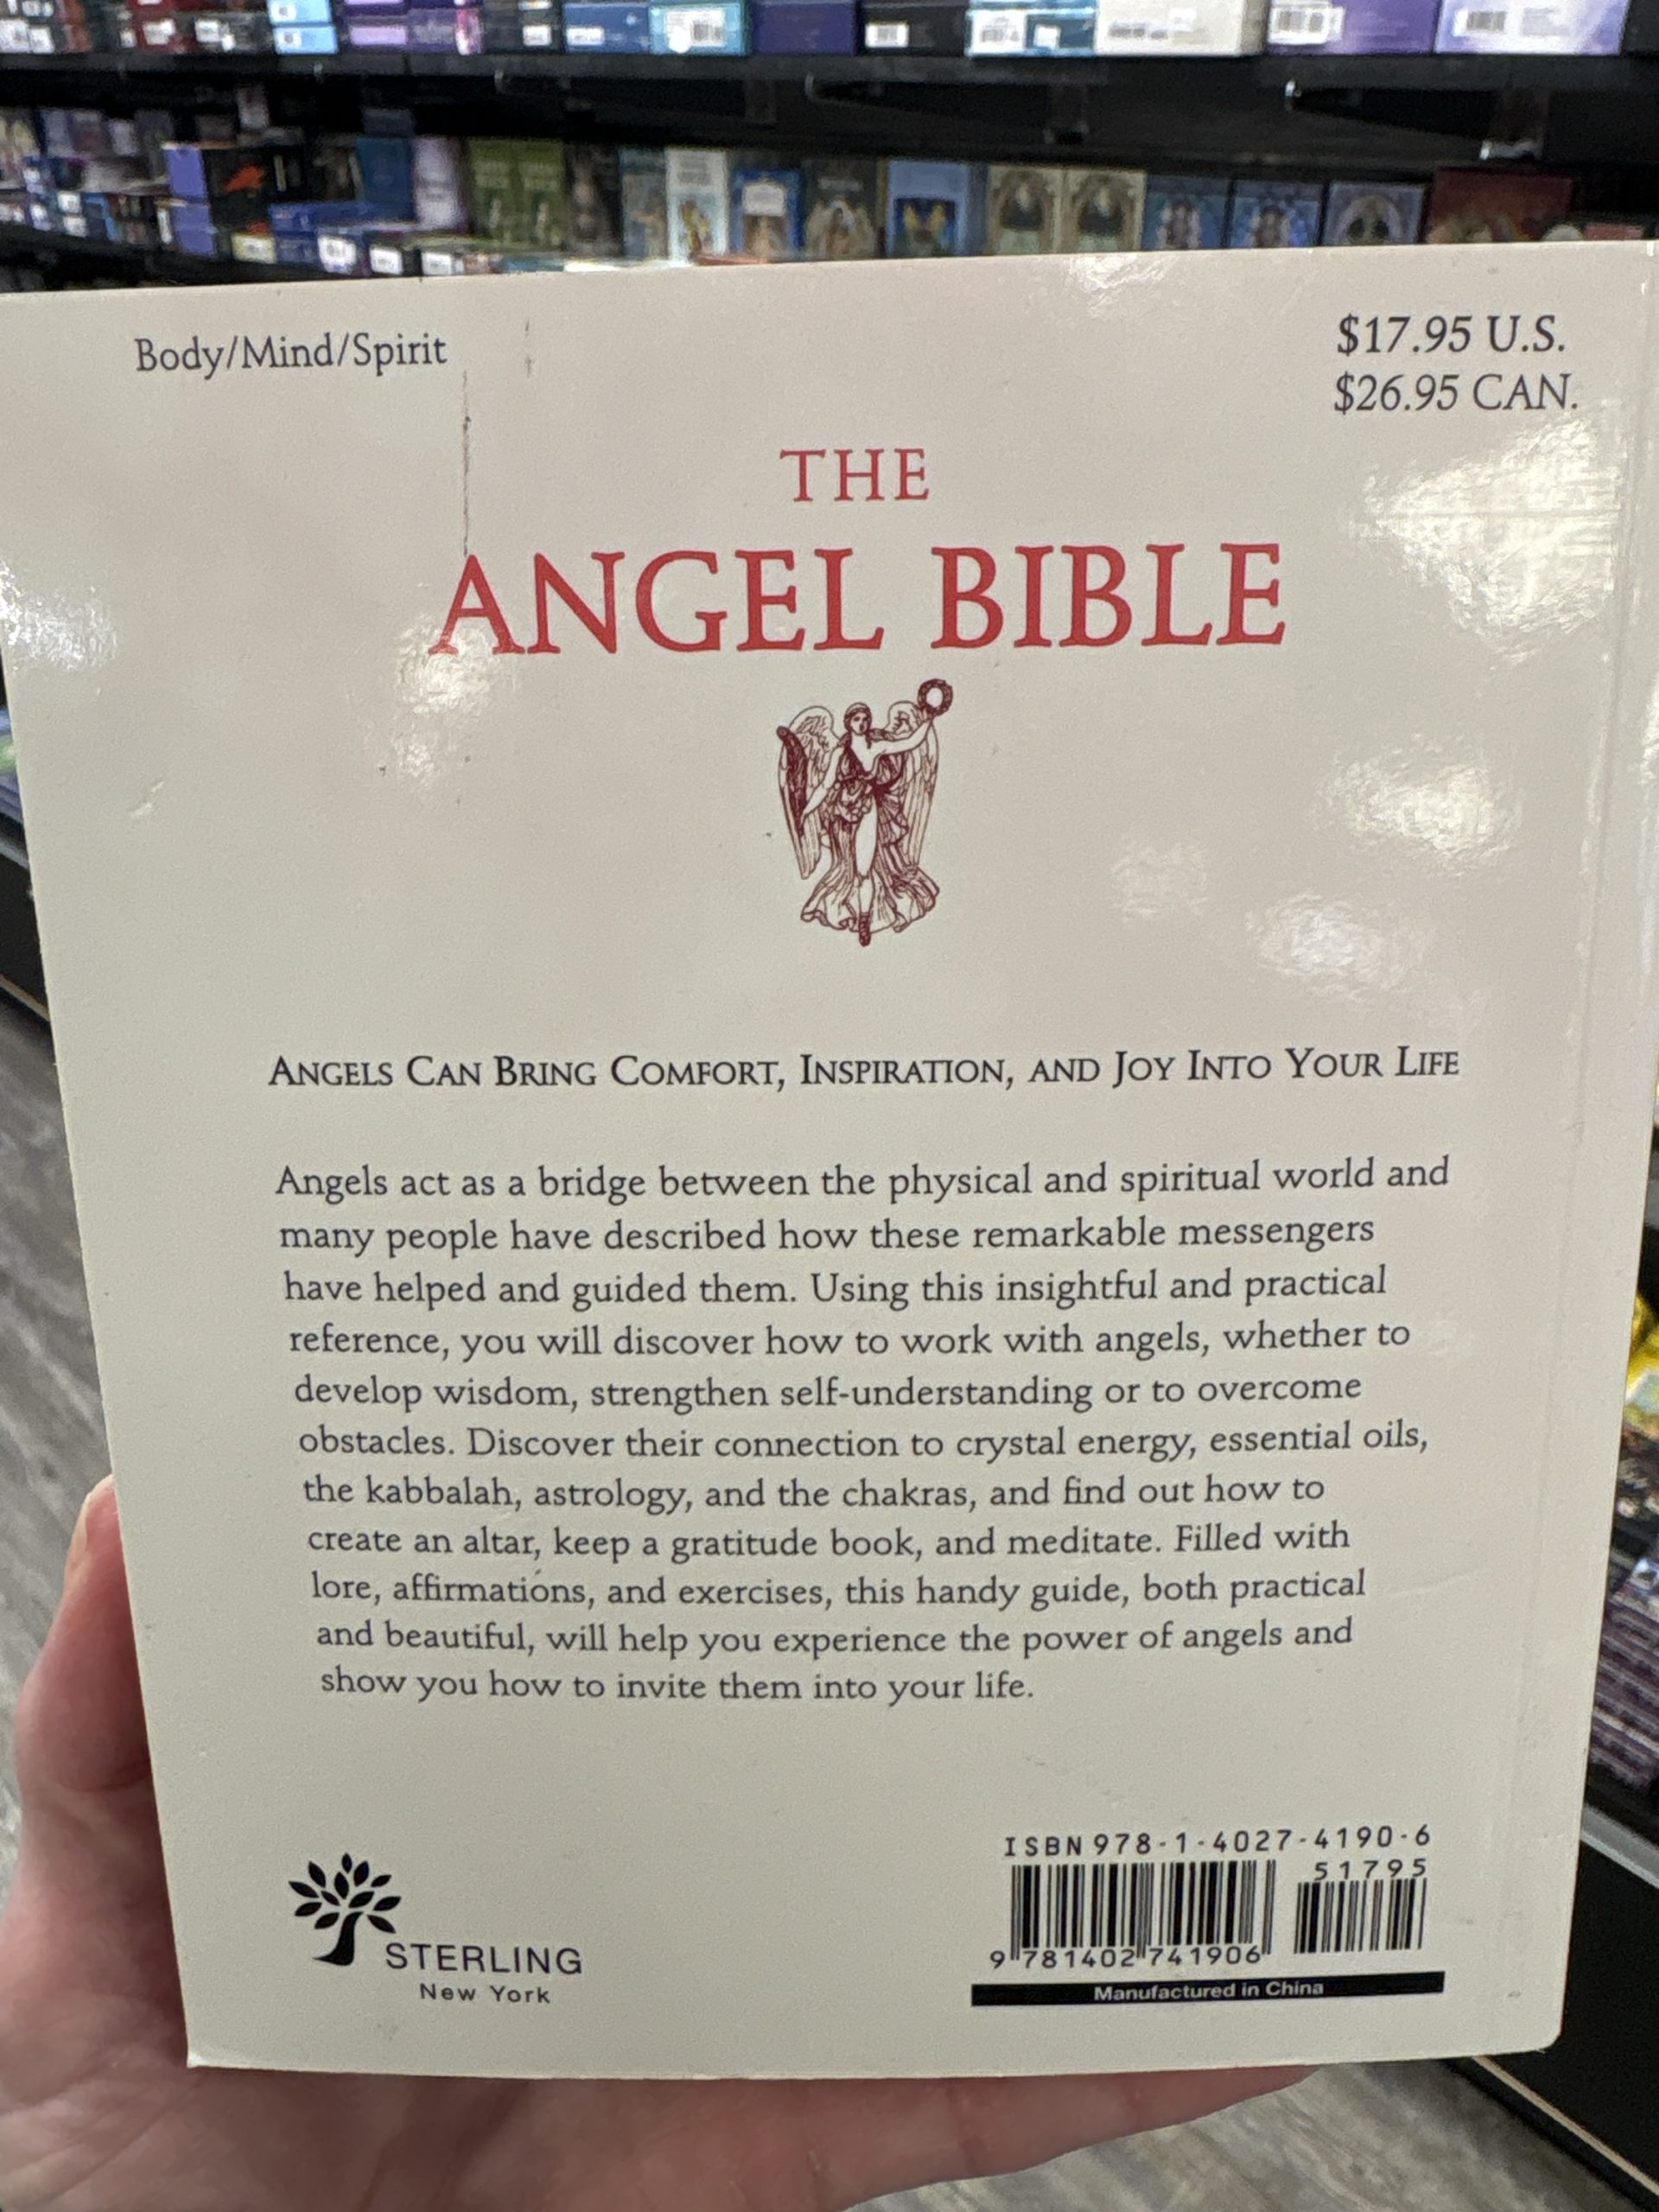 Body/Mind/Spirit
$17.95 U.S.
$26.95 CAN.
THE
ANGEL BIBLE
ANGELS CAN BRING COMFORT, INSPIRATION, AND JOY INTO YOUR LIFE
Angels act as a bridge between the physical and spiritual world and
many people have described how these remarkable messengers
have helped and guided them. Using this insightful and practical
reference, you will discover how to work with angels, whether to
develop wisdom, strengthen self-understanding or to overcome
obstacles. Discover their connection to crystal energy, essential oils,
the kabbalah, astrology, and the chakras, and find out how to
create an altar, keep a gratitude book, and meditate. Filled with
lore, affirmations, and exercises, this handy guide, both practical
and beautiful, will help you experience the power of angels and
show you how to invite them into your life.
STERLING
New York
ISBN 978-1-4027-4190-6
51795
9 781402 741906
Manufactured in China